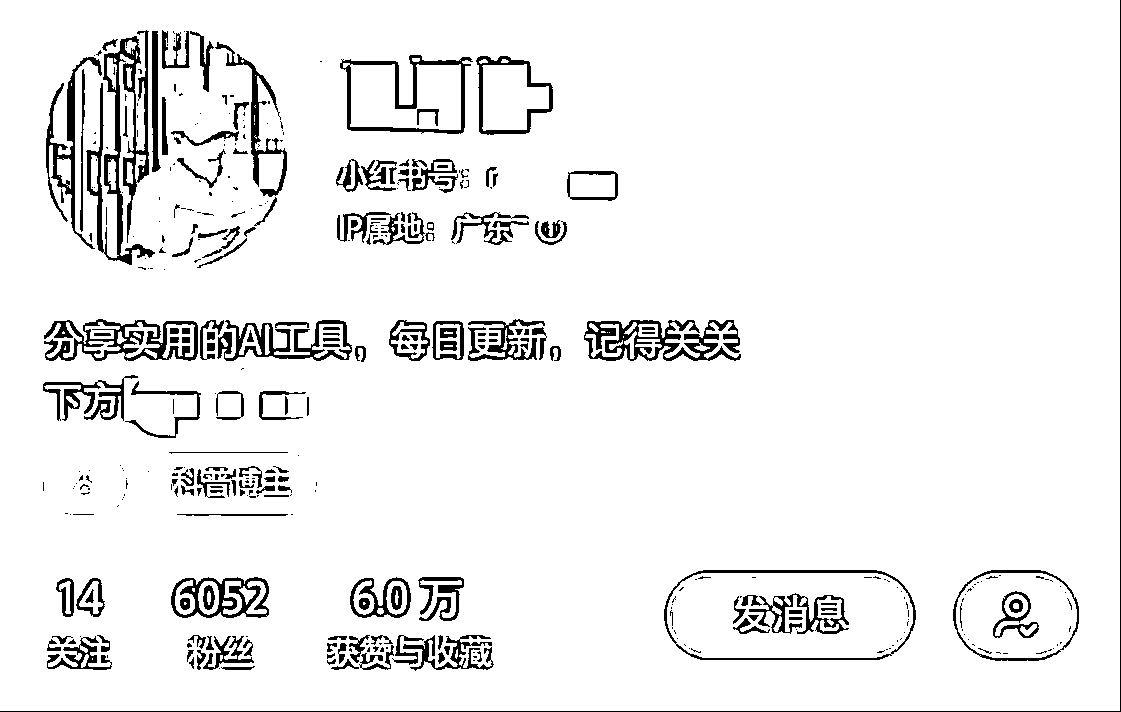 小红书号：
IP属地：广东
分享实用的AI工具，每日更新。记得关关
下方
科普博主
14 6052 6.0万
关注 粉丝 获赞与收藏
发消息